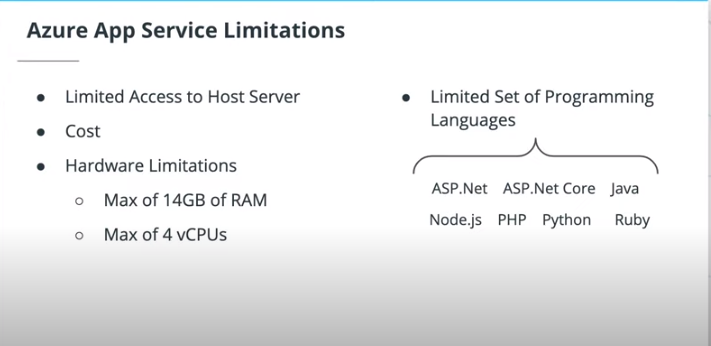 Azure App Service Limitations
● Limited Access to Host Server
● Cost
● Hardware Limitations
○ Max of 14GB of RAM
○ Max of 4 vCPUs
● Limited Set of Programming
Languages
ASP.Net ASP.Net Core Java
Node.js PHP Python Ruby